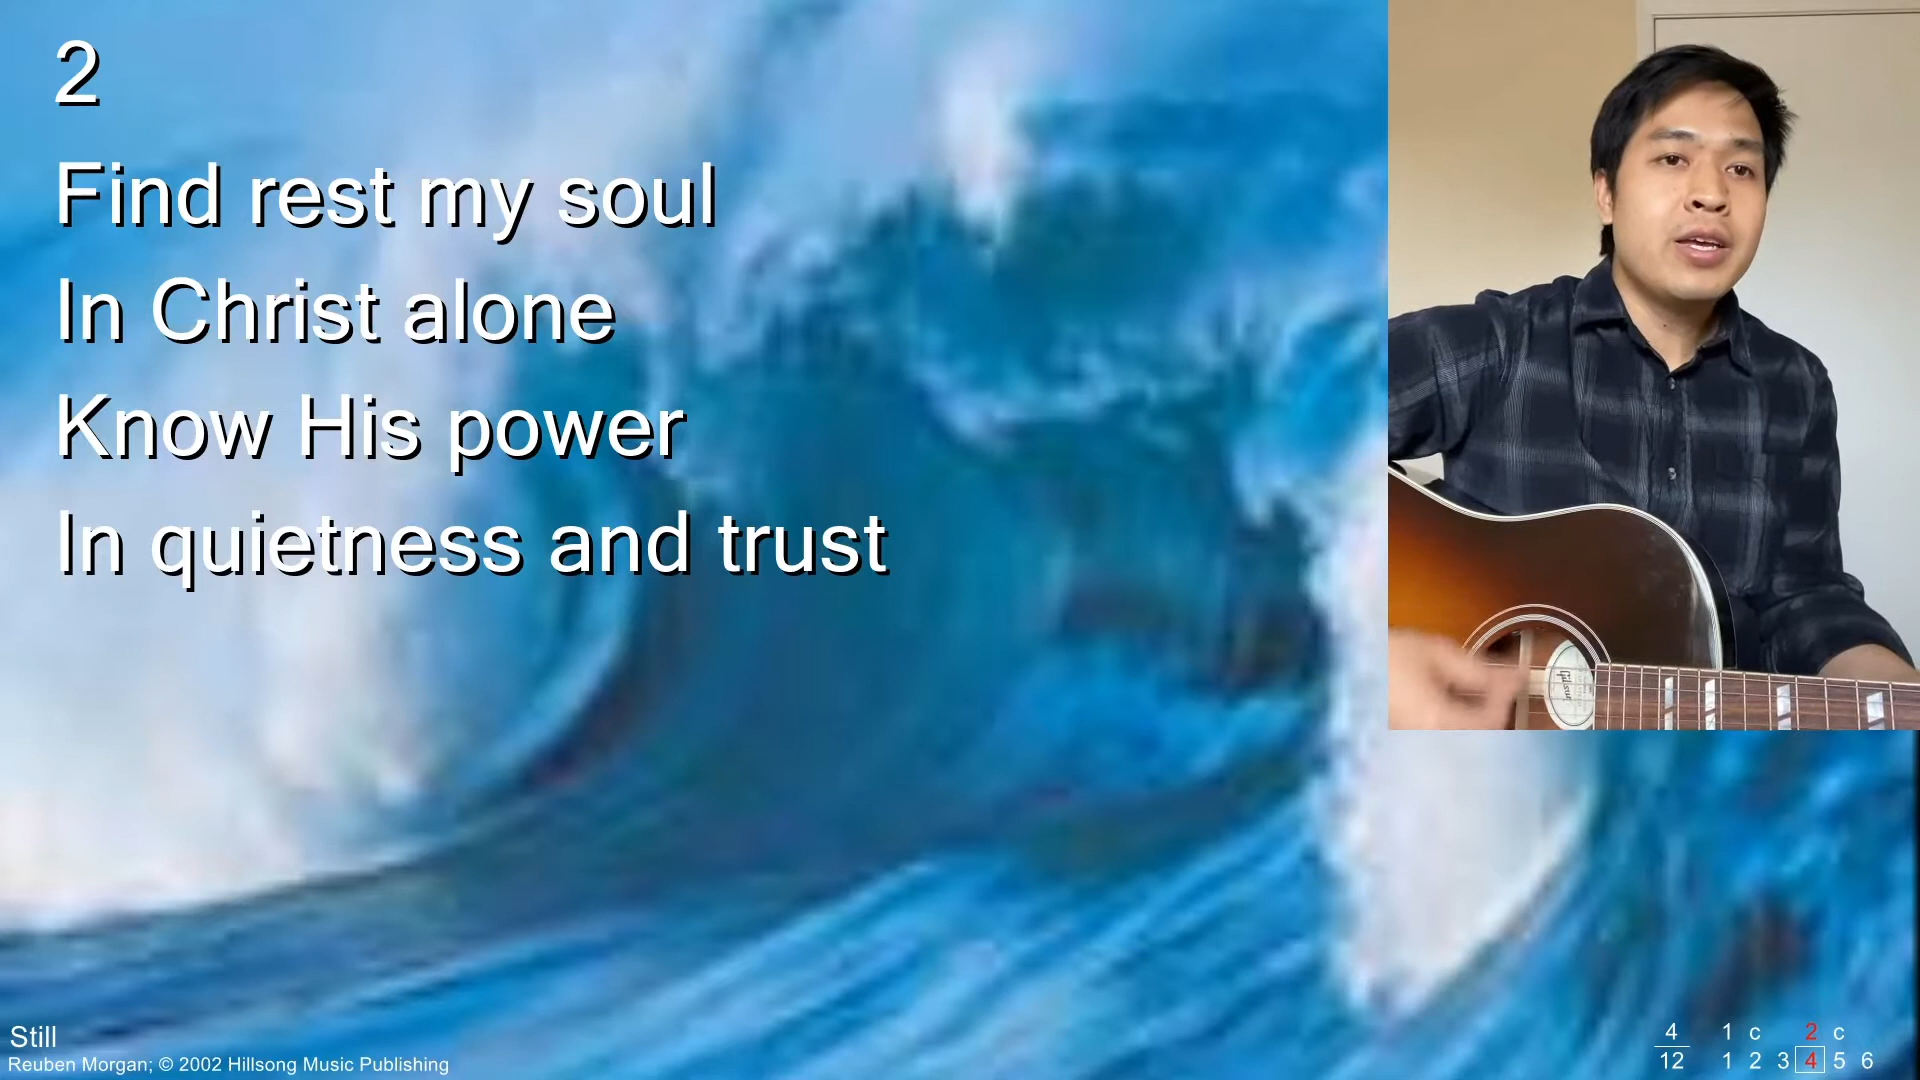 2
Find rest my soul
In Christ alone
Know His power
In quietness and trust
Gibson
Still
Reuben Morgan; © 2002 Hillsong Music Publishing
4 1 c 2 c
12 1 2 3 4 5 6